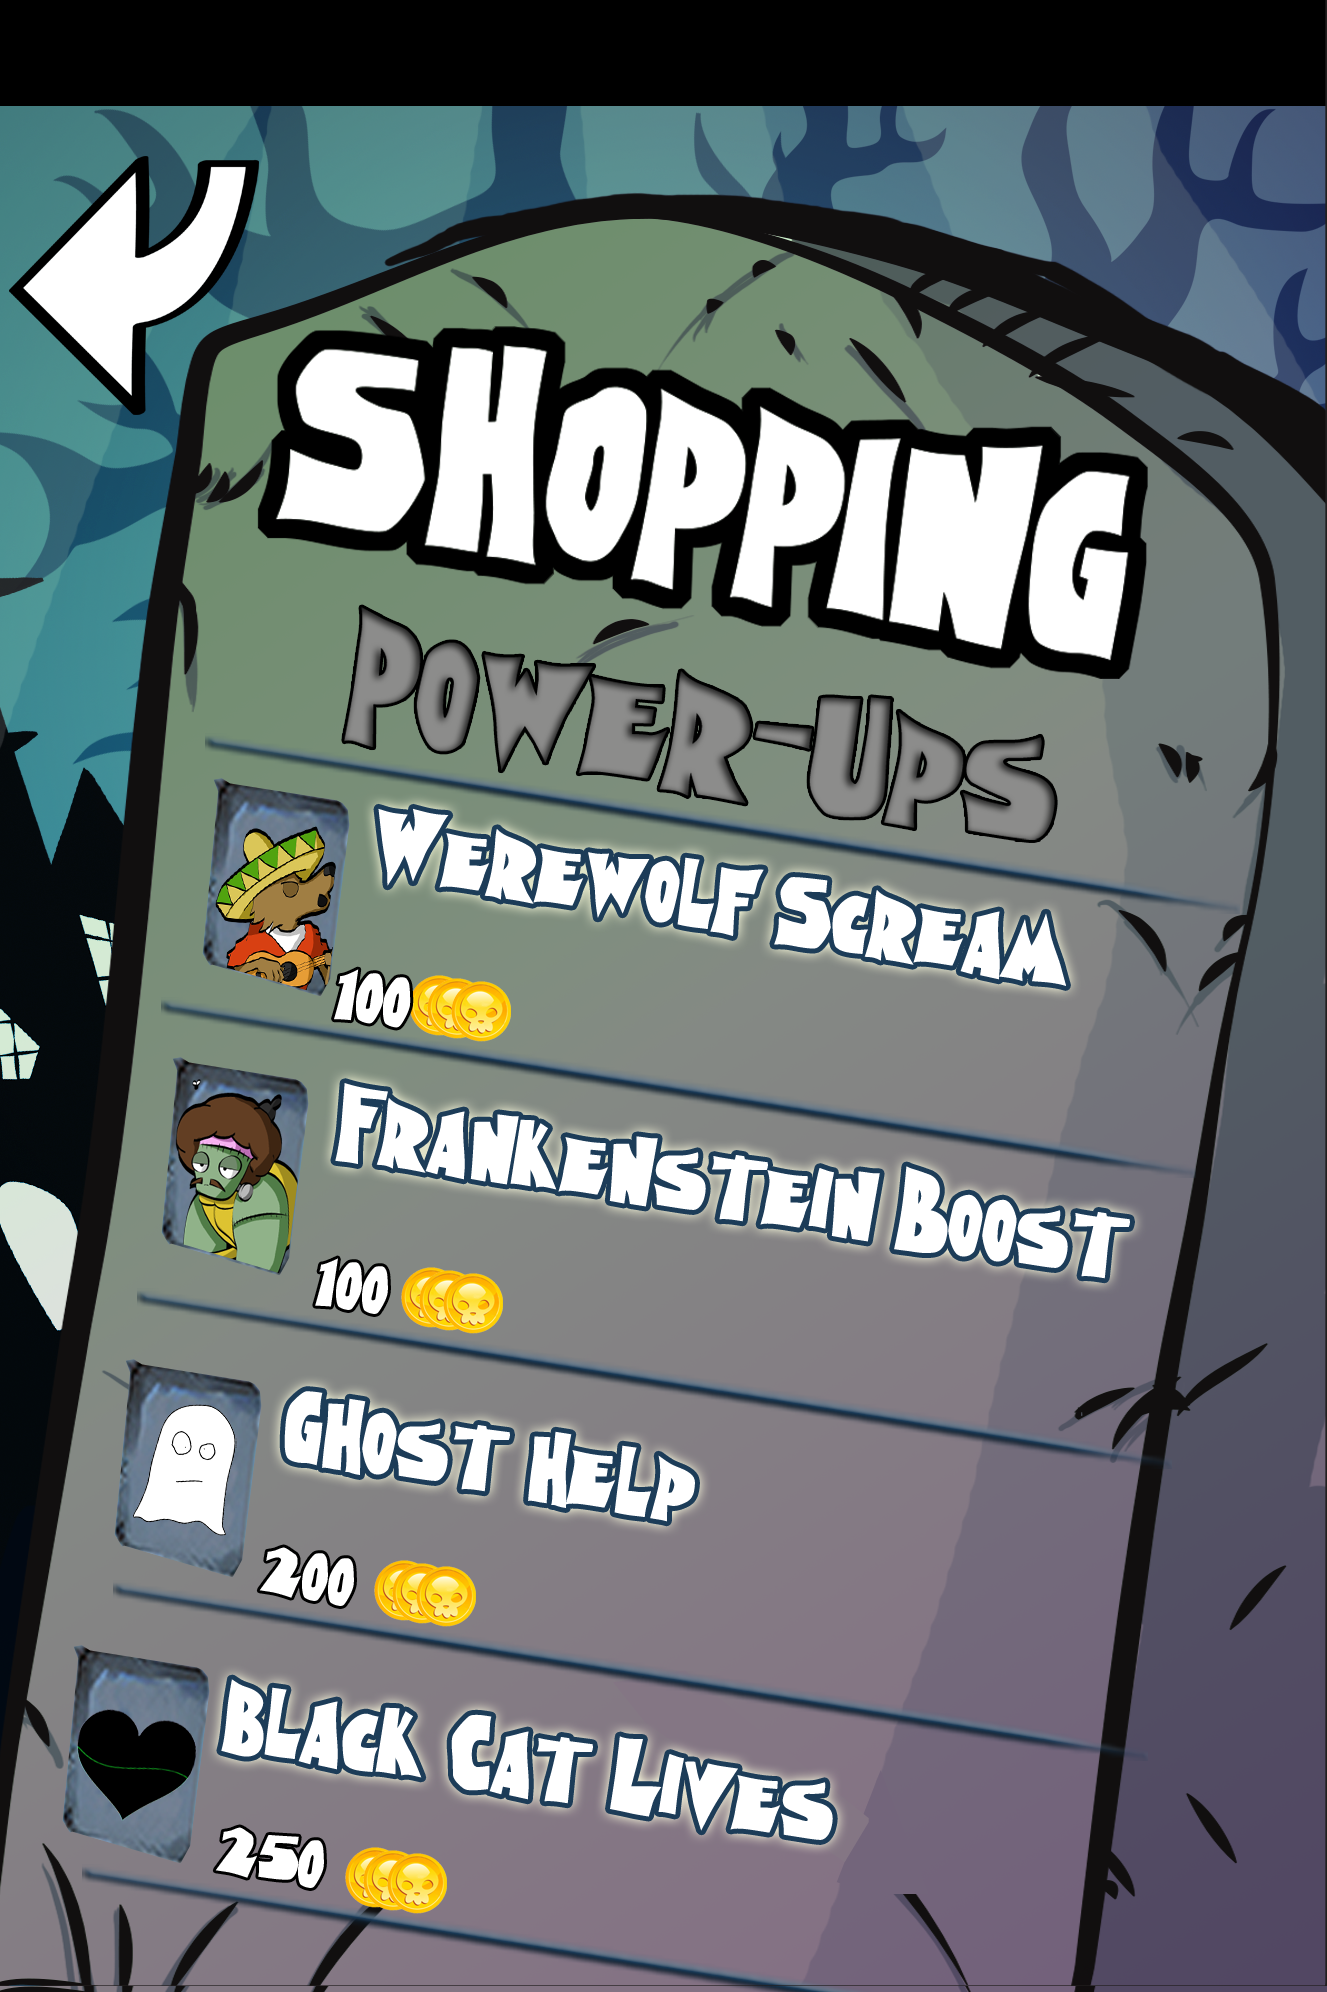 SHOPPING
POWER-UPS
WEREWOLF SCREAM
100
FRANKENSTEIN BOOST
100
GHOST HELP
200
BLACK CAT LIVES
250